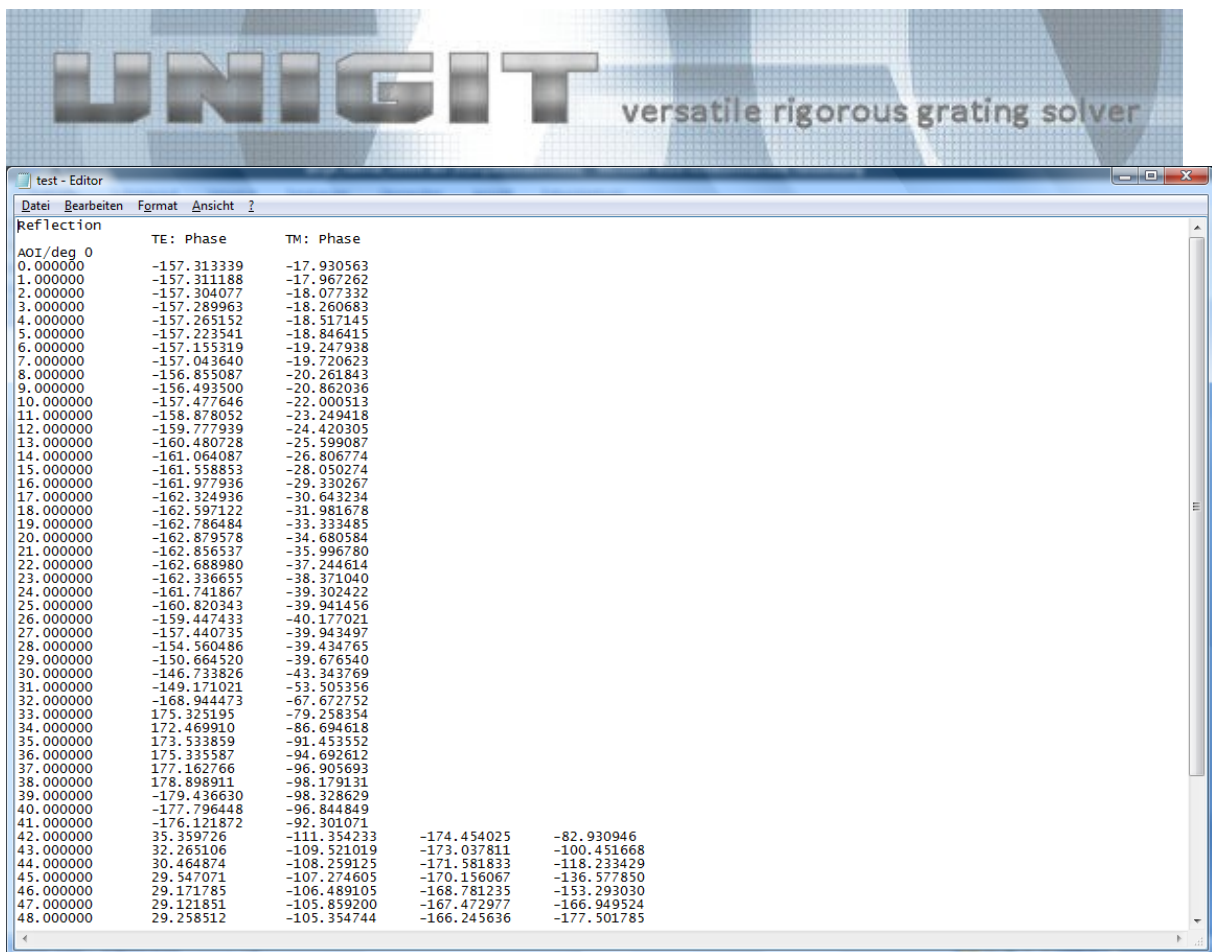 UNIGIT
versatile rigorous grating solver
test - Editor
Datei Bearbeiten Format Ansicht ?
Reflection
TE: Phase TM: Phase
AOI/deg 0
0.000000 -157.313339 -17.930563
1.000000 -157.311188 -17.967262
2.000000 -157.304077 -18.077332
3.000000 -157.289963 -18.260683
4.000000 -157.265152 -18.517145
5.000000 -157.223541 -18.846415
6.000000 -157.155319 -19.247938
7.000000 -157.043640 -19.720623
8.000000 -156.855087 -20.261843
9.000000 -156.493500 -20.862036
10.000000 -157.477646 -22.000513
11.000000 -158.878052 -23.249418
12.000000 -159.777939 -24.420305
13.000000 -160.480728 -25.599087
14.000000 -161.064087 -26.806774
15.000000 -161.558853 -28.050274
16.000000 -161.977936 -29.330267
17.000000 -162.324936 -30.643234
18.000000 -162.597122 -31.981678
19.000000 -162.786484 -33.333485
20.000000 -162.879578 -34.680584
21.000000 -162.856537 -35.996780
22.000000 -162.688980 -37.244614
23.000000 -162.336655 -38.371040
24.000000 -161.741867 -39.302422
25.000000 -160.820343 -39.941456
26.000000 -159.447433 -40.177021
27.000000 -157.440735 -39.943497
28.000000 -154.560486 -39.434765
29.000000 -150.664520 -39.676540
30.000000 -146.733826 -43.343769
31.000000 -149.171021 -53.505356
32.000000 -168.944473 -67.672752
33.000000 175.325195 -79.258354
34.000000 172.469910 -86.694618
35.000000 173.533859 -91.453552
36.000000 175.335587 -94.692612
37.000000 177.162766 -96.905693
38.000000 178.898911 -98.179131
39.000000 -179.436630 -98.328629
40.000000 -177.796448 -96.844849
41.000000 -176.121872 -92.301071
42.000000 35.359726 -111.354233 -174.454025 -82.930946
43.000000 32.265106 -109.521019 -173.037811 -100.451668
44.000000 30.464874 -108.259125 -171.581833 -118.233429
45.000000 29.547071 -107.274605 -170.156067 -136.577850
46.000000 29.171785 -106.489105 -168.781235 -153.293030
47.000000 29.121851 -105.859200 -167.472977 -166.949524
48.000000 29.258512 -105.354744 -166.245636 -177.501785